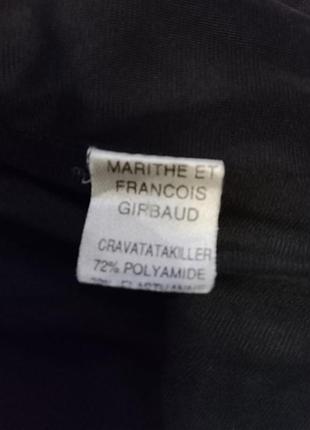 MARITHE ET
FRANCOIS
GIRBAUD
CRAVATATAKILLER
72% POLYAMIDE